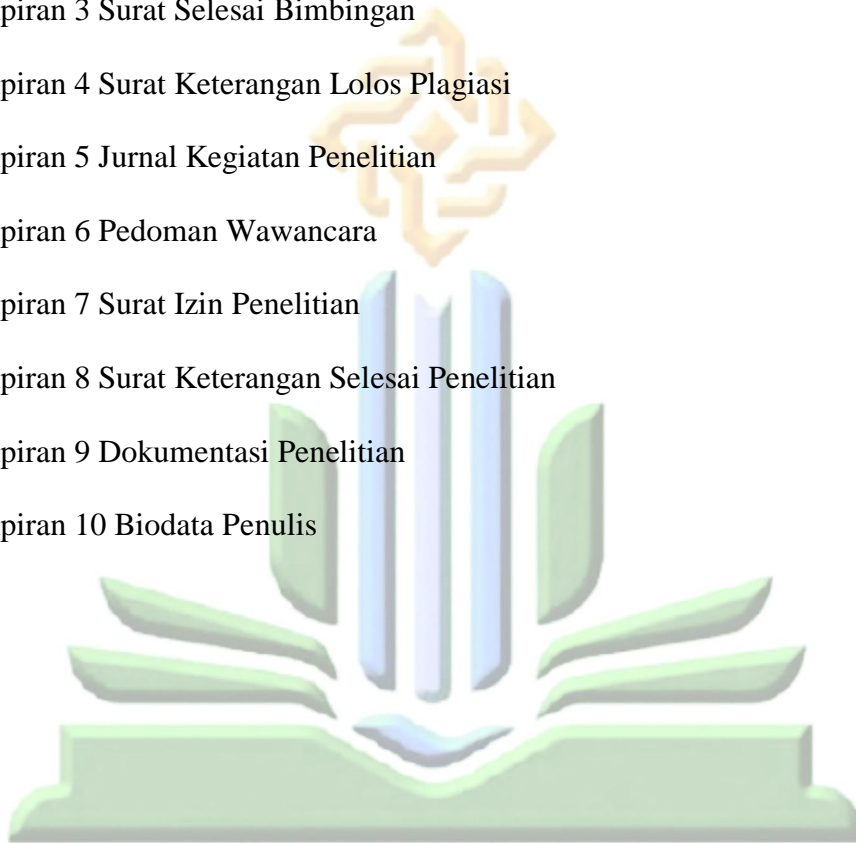 piran 3 Surat Selesai Bimbingan
piran 4 Surat Keterangan Lolos Plagiasi
piran 5 Jurnal Kegiatan Penelitian
piran 6 Pedoman Wawancara
piran 7 Surat Izin Penelitian
piran 8 Surat Keterangan Selesai Penelitian
piran 9 Dokumentasi Penelitian
piran 10 Biodata Penulis